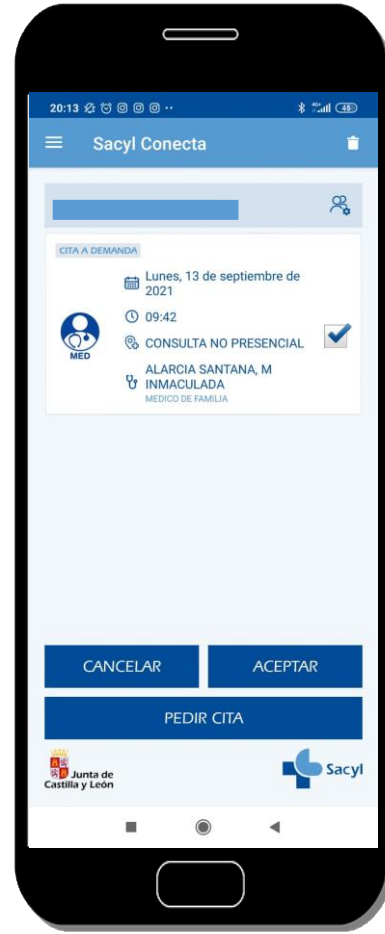 20:13
45
Sacyl Conecta
CITA A DEMANDA
Lunes, 13 de septiembre de
2021
09:42
CONSULTA NO PRESENCIAL
MED
ALARCIA SANTANA, M
INMACULADA
MEDICO DE FAMILIA
CANCELAR
ACEPTAR
PEDIR CITA
Junta de
Castilla y León
Sacyl